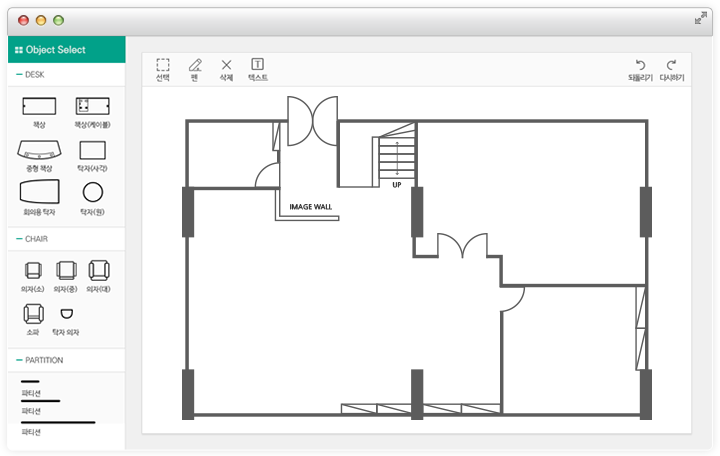 Object Select
DESK
책상
책상(케이블)
중형 책상
탁자(사각)
회의용 탁자
탁자(원)
CHAIR
의자(소)
의자(중)
의자(대)
소파
탁자 의자
PARTITION
파티션
파티션
파티션
선택
펜
삭제
T
텍스트
되돌리기
다시하기
UP
IMAGE WALL